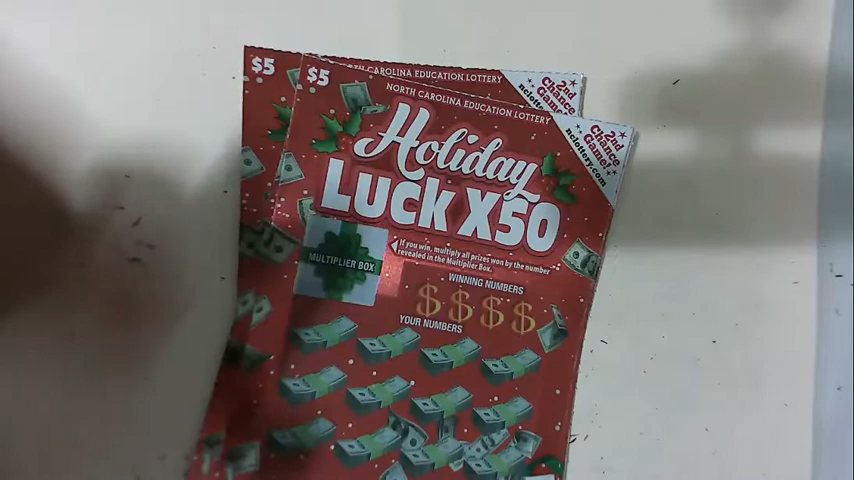 $5
NORTH CAROLINA EDUCATION LOTTERY
2nd
Chance
$5
NORTH CAROLINA EDUCATION LOTTERY
2nd
Chance
Game!
nclottery.com
Holiday
LUCK X50
MULTIPLIER BOX
If you win, multiply all prizes won by the number
revealed in the Multiplier Box.
WINNING NUMBERS
$ $ $ $
YOUR NUMBERS